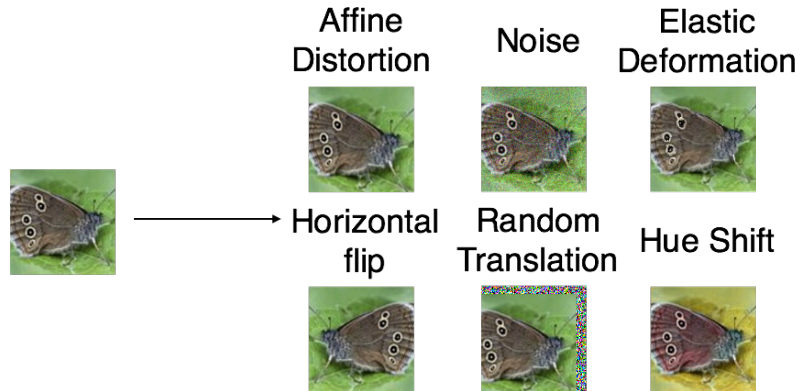 Affine
Distortion
Noise
Elastic
Deformation
Horizontal
flip
Random
Translation
Hue Shift